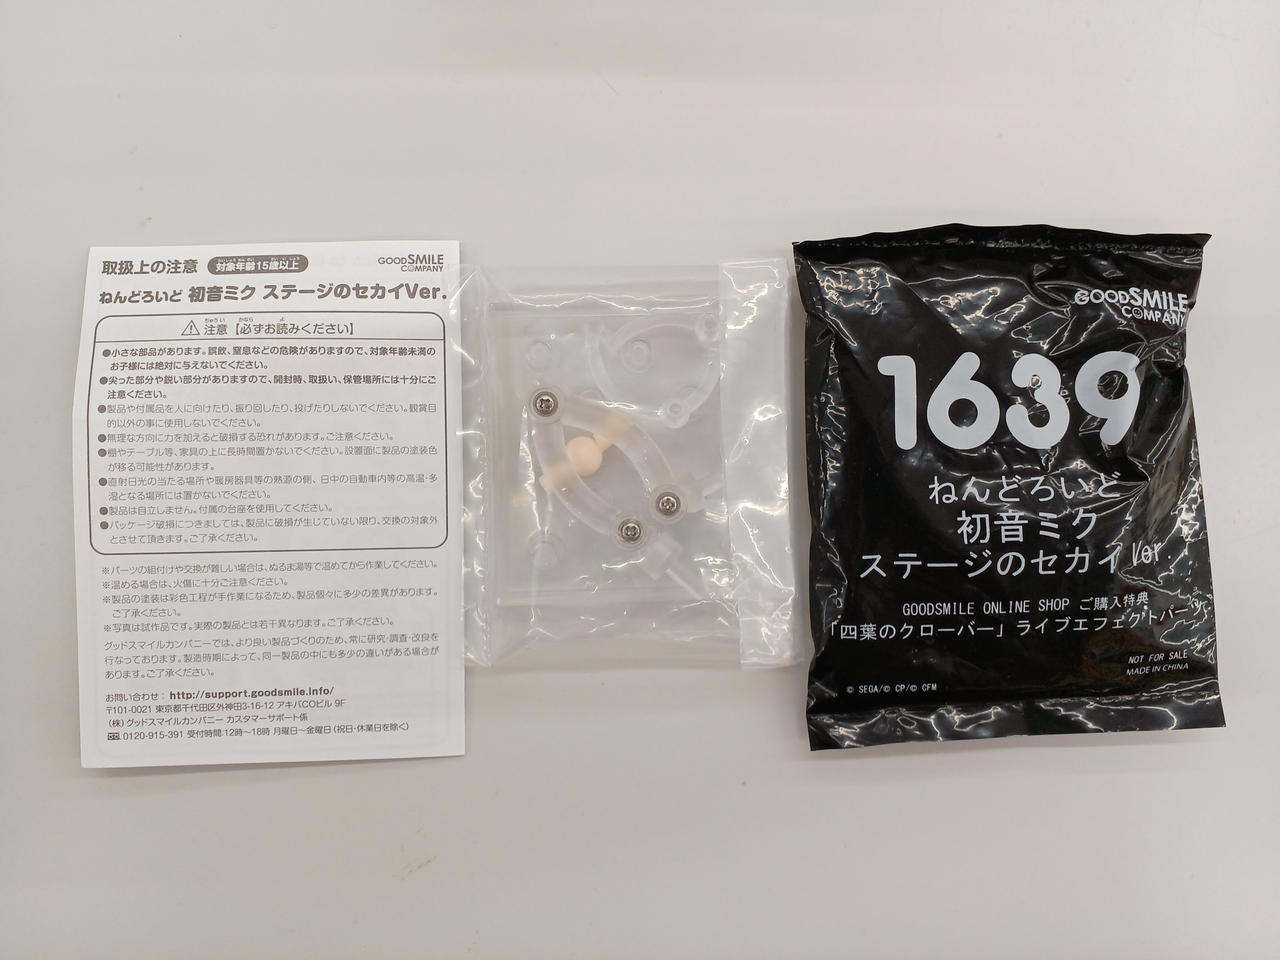 取扱上の注意 対象年齢15歳以上
GOODSMILE
COMPANY
ねんどろいど 初音ミク ステージのセカイVer.
⚠注意【必ずお読みください】
●小さな部品があります。誤飲、窒息などの危険がありますので、対象年齢未満の
お子様には絶対に与えないでください。
●尖った部分や鋭い部分がありますので、開封時、取扱い、保管場所には十分にご
注意ください。
●製品や付属品を人に向けたり、振り回したり、投げたりしないでください。観賞目
的以外の事に使用しないでください。
●無理な方向に力を加えると破損する恐れがあります。ご注意ください。
●棚やテーブル等、家具の上に長時間置かないでください。設置面に製品の塗装色
が移る可能性があります。
●直射日光の当たる場所や暖房器具等の熱源の側、日中の自動車内等の高温・多
湿となる場所には置かないでください。
●製品は自立しません。付属の台座を使用してください。
●パッケージ破損につきましては、製品に破損が生じていない限り、交換の対象外
とさせて頂きます。ご了承ください。
※パーツの組付けや交換が難しい場合は、ぬるま湯等で温めてから作業してください。
※温める場合は、火傷に十分ご注意ください。
※製品の塗装は彩色工程が手作業になるため、製品個々に多少の差異があります。
ご了承ください。
※写真は試作品です。実際の製品とは若干異なります。ご了承ください。
グッドスマイルカンパニーでは、より良い製品づくりのため、常に研究・調査・改良を
行なっております。製造時期によって、同一製品の中にも多少の違いがある場合が
あります。ご了承ください。
お問い合わせ：http://support.goodsmile.info/
〒101-0021 東京都千代田区外神田3-16-12 アキバCOビル 9F
（株）グッドスマイルカンパニー カスタマーサポート係
0120-915-391 受付時間:12時～18時 月曜日～金曜日（祝日・休業日を除く）
GOODSMILE
COMPANY
1639
ねんどろいど
初音ミク
ステージのセカイVer.
GOODSMILE ONLINE SHOP ご購入特典
「四葉のクローバー」ライブエフェクトパーツ
NOT FOR SALE
MADE IN CHINA
© SEGA/© CP/© CFM